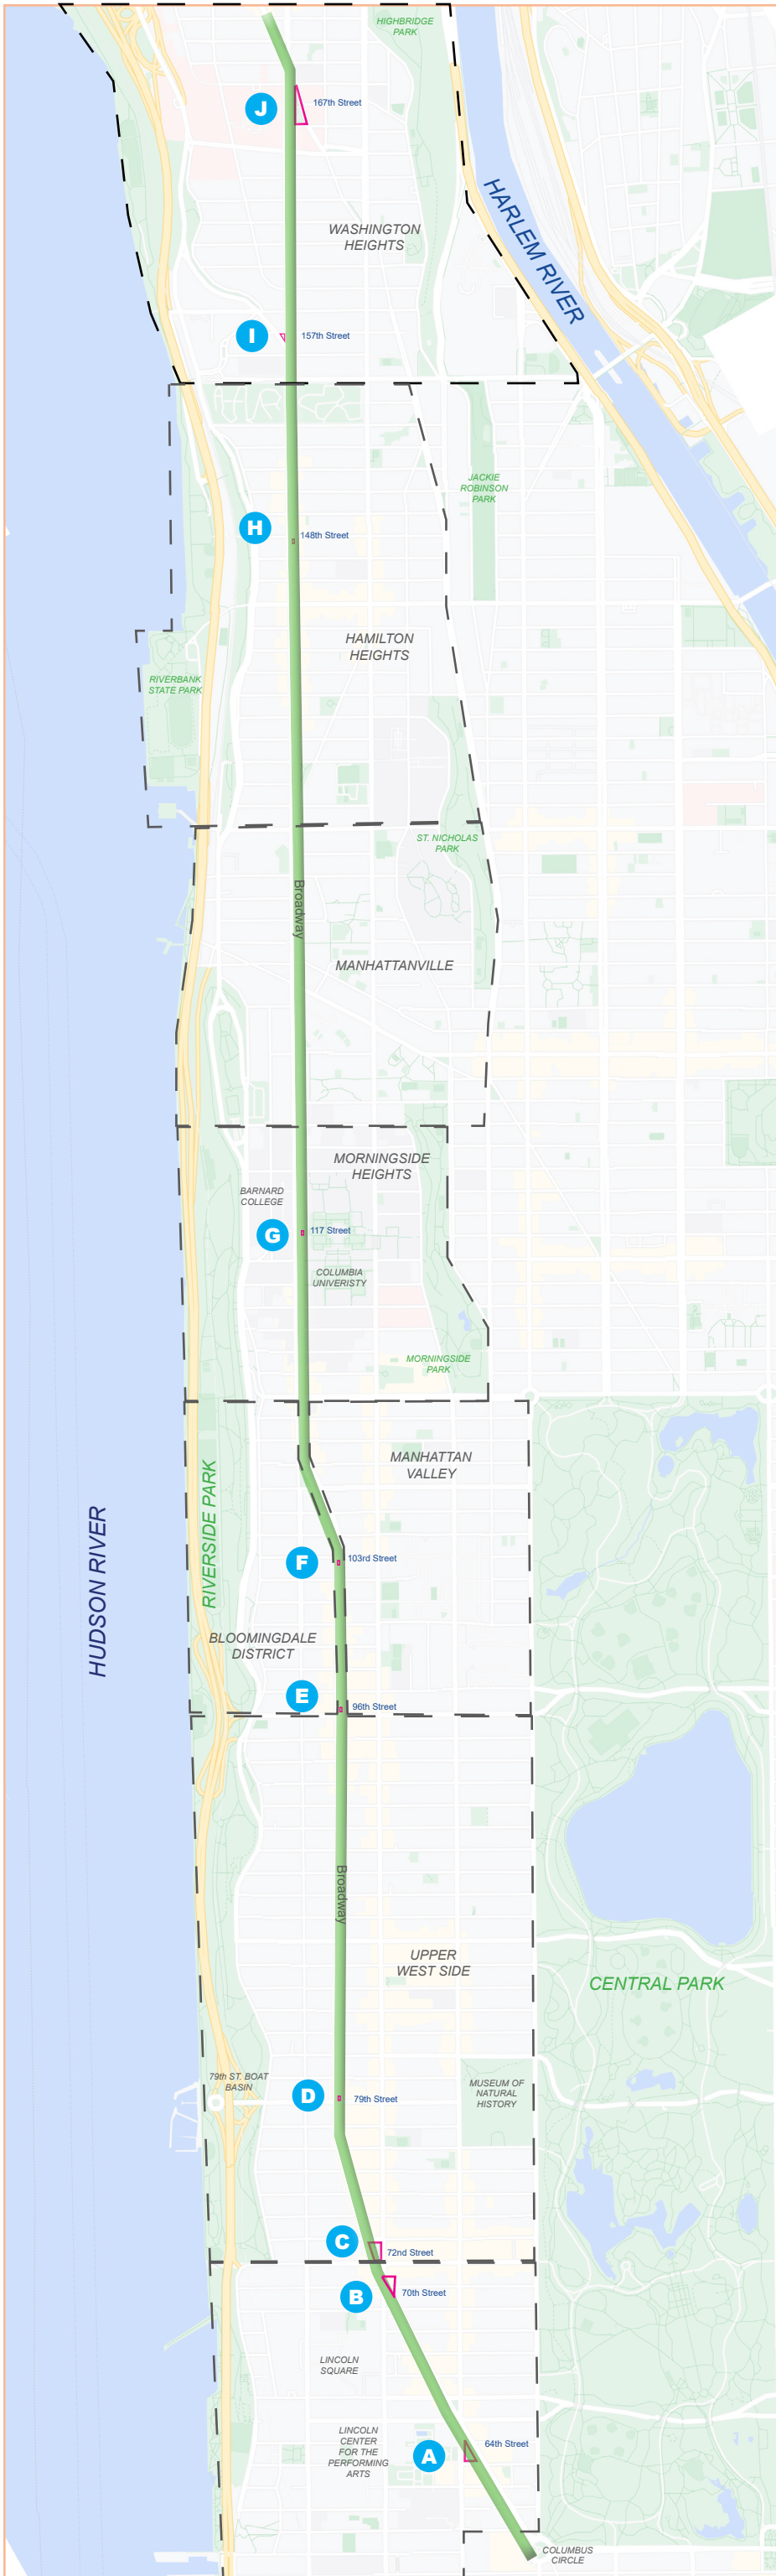 HIGHBRIDGE
PARK
J
167th Street
HARLEM RIVER
WASHINGTON
HEIGHTS
I
157th Street
JACKIE
ROBINSON
PARK
H
148th Street
HAMILTON
HEIGHTS
RIVERBANK
STATE PARK
ST. NICHOLAS
PARK
Broadway
MANHATTANVILLE
MORNINGSIDE
HEIGHTS
BARNARD
COLLEGE
G
117 Street
COLUMBIA
UNIVERISTY
MORNINGSIDE
PARK
MANHATTAN
VALLEY
RIVERSIDE PARK
HUDSON RIVER
F
103rd Street
BLOOMINGDALE
DISTRICT
E
96th Street
Broadway
UPPER
WEST SIDE
CENTRAL PARK
79th ST. BOAT
BASIN
D
79th Street
MUSEUM OF
NATURAL
HISTORY
C
72nd Street
B
70th Street
LINCOLN
SQUARE
LINCOLN
CENTER
FOR THE
PERFORMING
ARTS
A
64th Street
COLUMBUS
CIRCLE